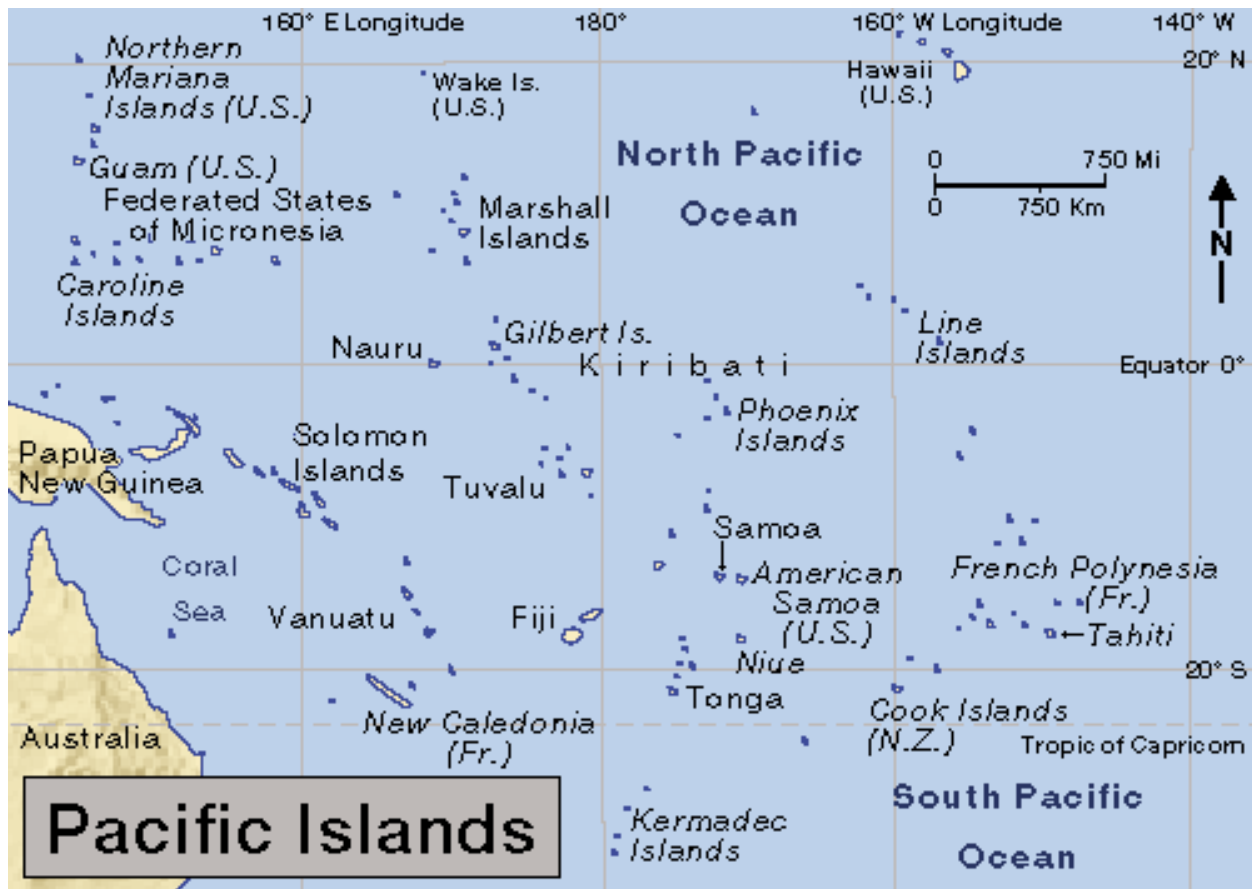 160° E Longitude
180°
160° W Longitude
140° W
20° N
Northern
Mariana
Islands (U.S.)
Wake Is.
(U.S.)
Hawaii
(U.S.)
North Pacific
Ocean
0 750 Mi
0 750 Km
N
Guam (U.S.)
Federated States
of Micronesia
Marshall
Islands
Caroline
Islands
Gilbert Is.
Nauru
Kiribati
Line
Islands
Equator 0°
Phoenix
Islands
Papua
New Guinea
Solomon
Islands
Tuvalu
Samoa
Coral
Sea
American
Samoa
(U.S.)
French Polynesia
(Fr.)
Vanuatu
Fiji
Tahiti
Niue
20° S
Tonga
Cook Islands
(N.Z.)
New Caledonia
(Fr.)
Australia
Tropic of Capricorn
South Pacific
Ocean
Kermadec
Islands
Pacific Islands